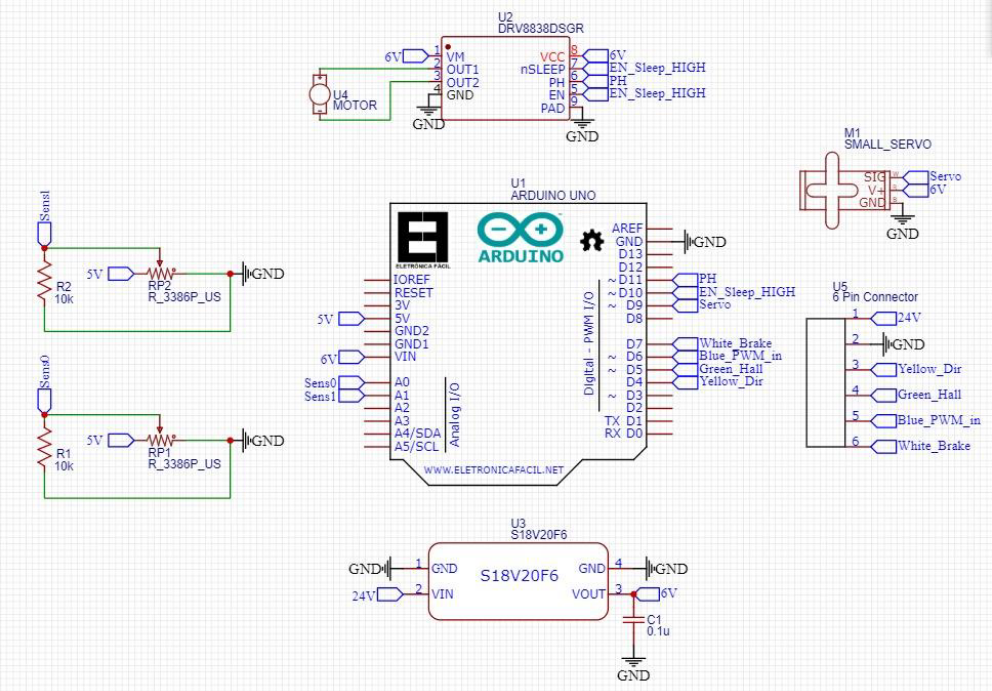 U2
DRV8838DSGR
6V 1 VM VCC 8 6V
2 OUT1 nSLEEP 7 EN_Sleep_HIGH
3 OUT2 PH 6 PH
4 GND EN 5 EN_Sleep_HIGH
PAD 9
U4
MOTOR
GND
GND
M1
SMALL_SERVO
SIG Servo
V+ 6V
GND
GND
Sens1
5V
RP2
R_3386P_US
R2
10k
GND
Sens0
5V
RP1
R_3386P_US
R1
10k
GND
U1
ARDUINO UNO
ELETRÔNICA FÁCIL
ARDUINO
AREF
GND GND
D13
D12
~ D11 PH
~ D10 EN_Sleep_HIGH
~ D9 Servo
D8
D7 White_Brake
~ D6 Blue_PWM_in
~ D5 Green_Hall
D4 Yellow_Dir
~ D3
D2
TX D1
RX D0
Digital - PWM I/O
IOREF
RESET
3V
5V 5V
GND2
GND1
6V VIN
Sens0 A0
Sens1 A1
A2
A3
A4/SDA
A5/SCL
Analog I/O
WWW.ELETRONICAFACIL.NET
U5
6 Pin Connector
1 24V
2 GND
3 Yellow_Dir
4 Green_Hall
5 Blue_PWM_in
6 White_Brake
U3
S18V20F6
GND 1 GND GND 4 GND
S18V20F6
24V 2 VIN VOUT 3 6V
C1
0.1u
GND